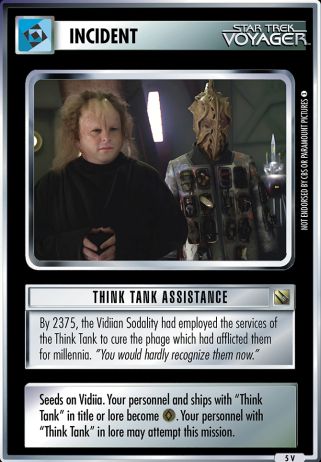 INCIDENT
STAR TREK
VOYAGER
NOT ENDORSED BY CBS OR PARAMOUNT PICTURES
THINK TANK ASSISTANCE
By 2375, the Vidiian Sodality had employed the services
of the Think Tank to cure the phage which had afflicted
them for millennia. "You would hardly recognize them now."
Seeds on Vidiia. Your personnel and ships with "Think
Tank" in title or lore become . Your personnel with
"Think Tank" in lore may attempt this mission.
5 V